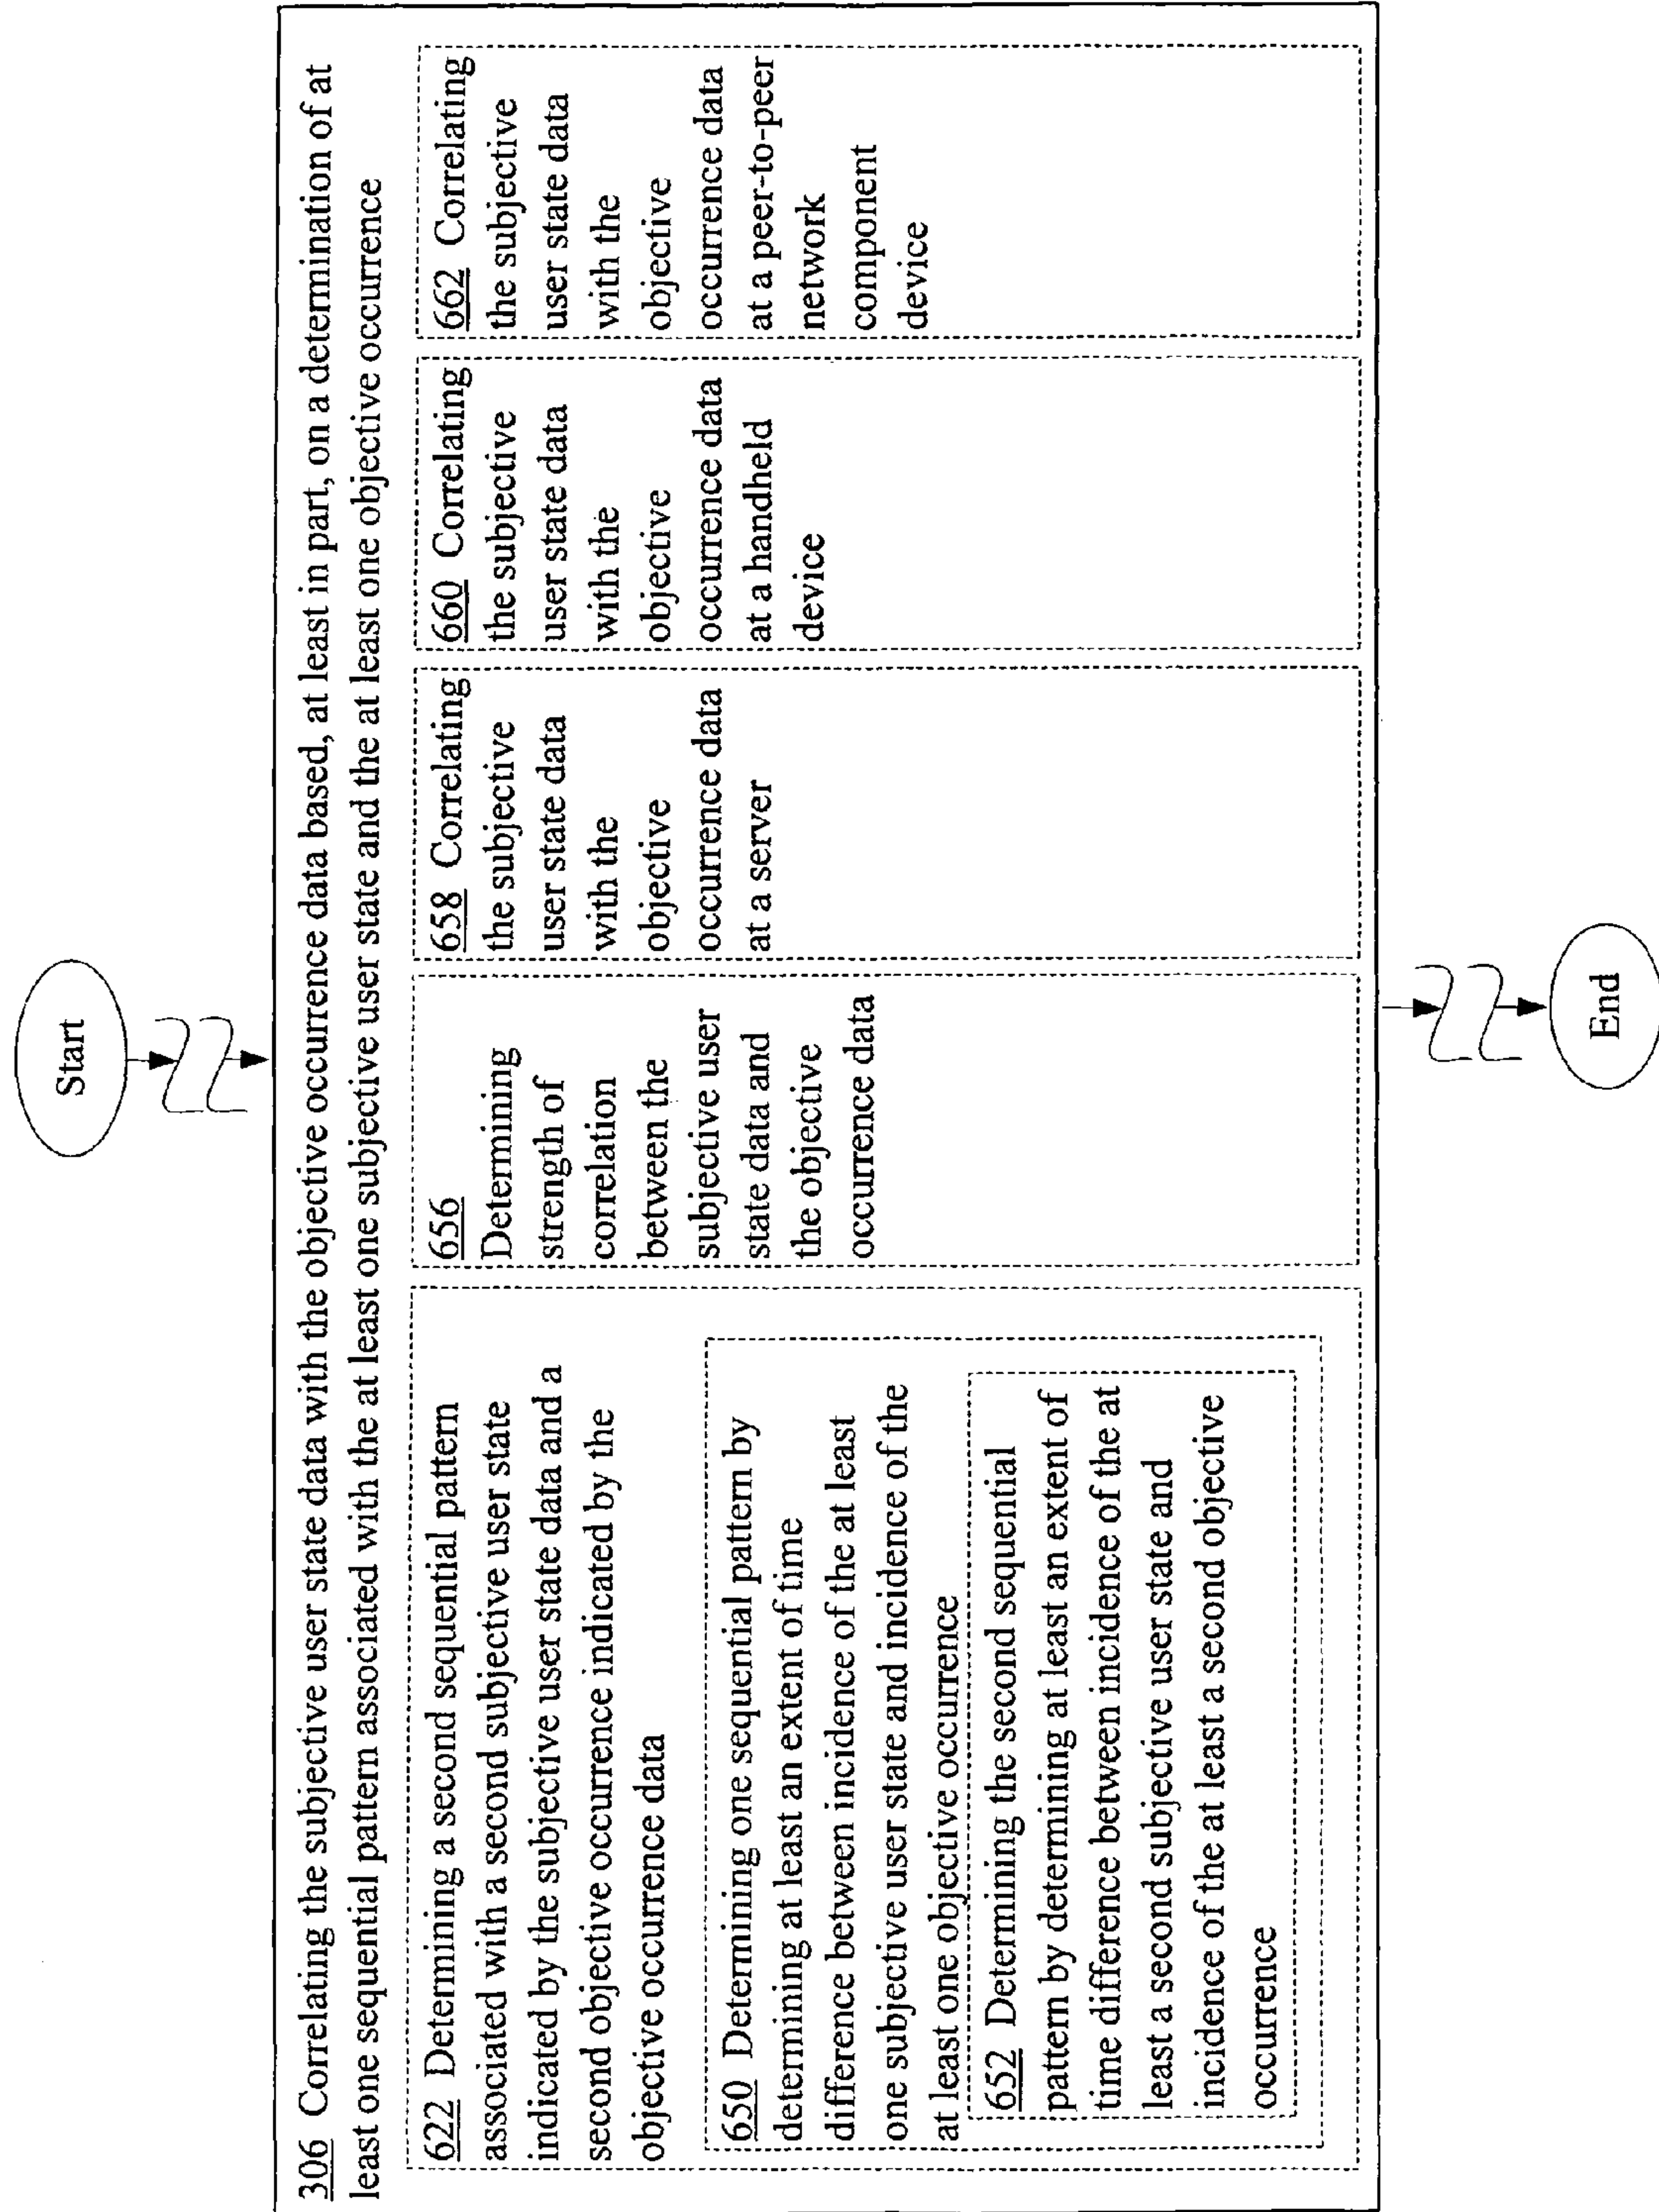 Start
306 Correlating the subjective user state data with the objective occurrence data based, at least in part, on a determination of at
least one sequential pattern associated with the at least one subjective user state and the at least one objective occurrence
622 Determining a second sequential pattern
associated with a second subjective user state
indicated by the subjective user state data and a
second objective occurrence indicated by the
objective occurrence data
650 Determining one sequential pattern by
determining at least an extent of time
difference between incidence of the at least
one subjective user state and incidence of the
at least one objective occurrence
652 Determining the second sequential
pattern by determining at least an extent of
time difference between incidence of the at
least a second subjective user state and
incidence of the at least a second objective
occurrence
656
Determining
strength of
correlation
between the
subjective user
state data and
the objective
occurrence data
658 Correlating
the subjective
user state data
with the
objective
occurrence data
at a server
660 Correlating
the subjective
user state data
with the
objective
occurrence data
at a handheld
device
662 Correlating
the subjective
user state data
with the
objective
occurrence data
at a peer-to-peer
network
component
device
End